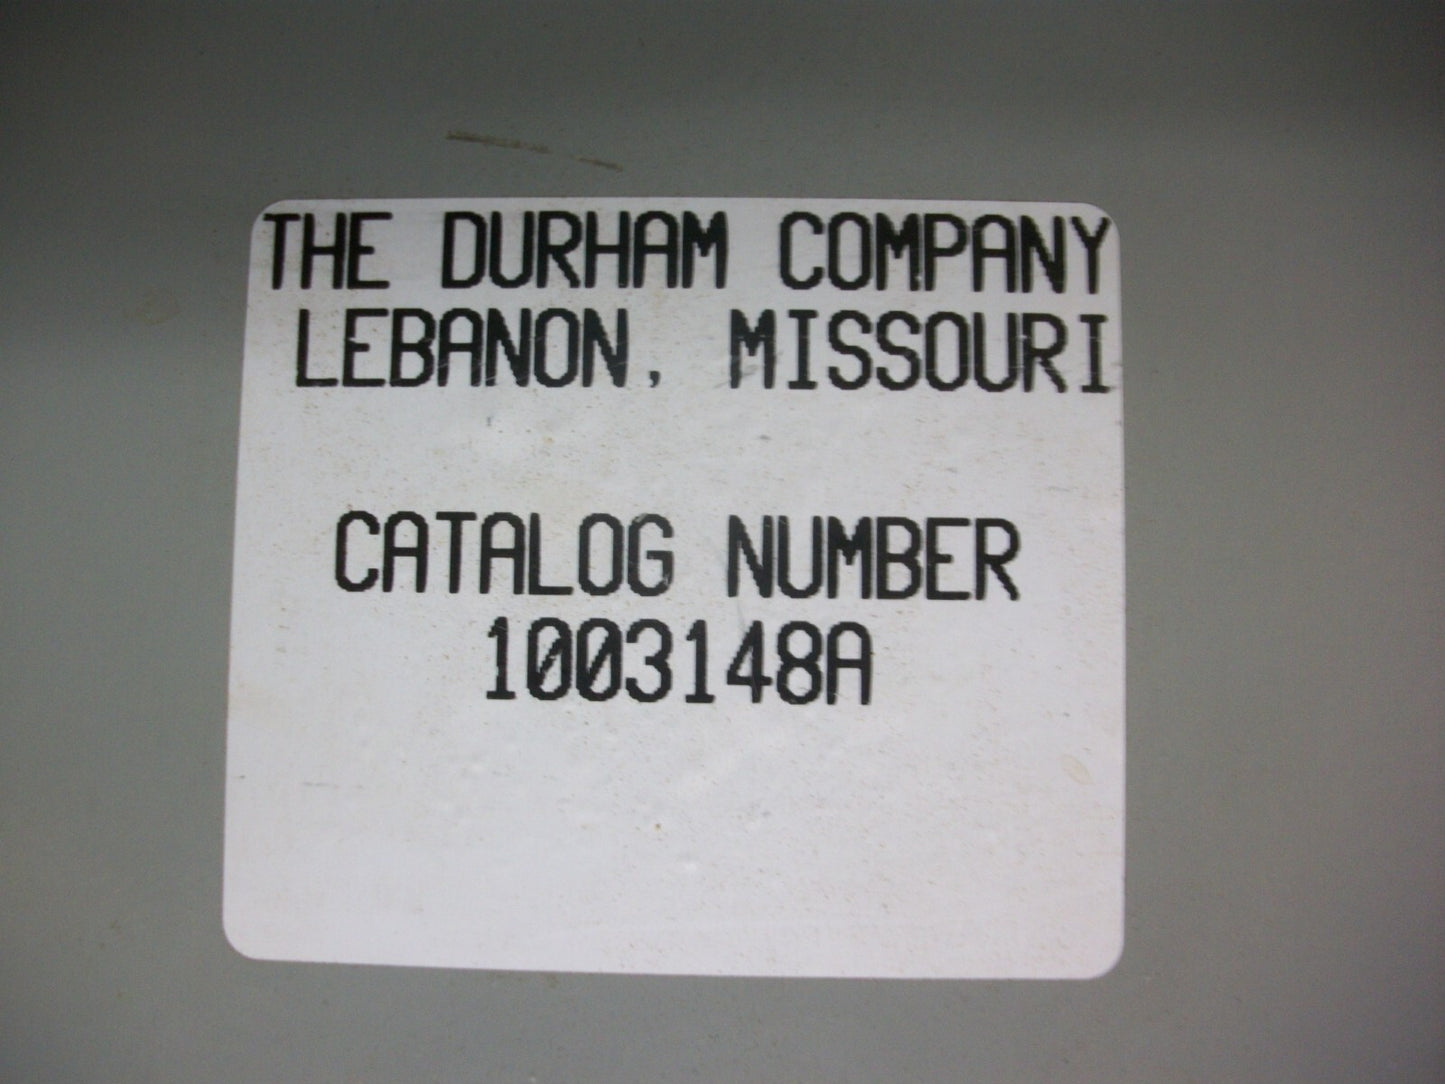 THE DURHAM COMPANY
LEBANON, MISSOURI
CATALOG NUMBER
1003148A